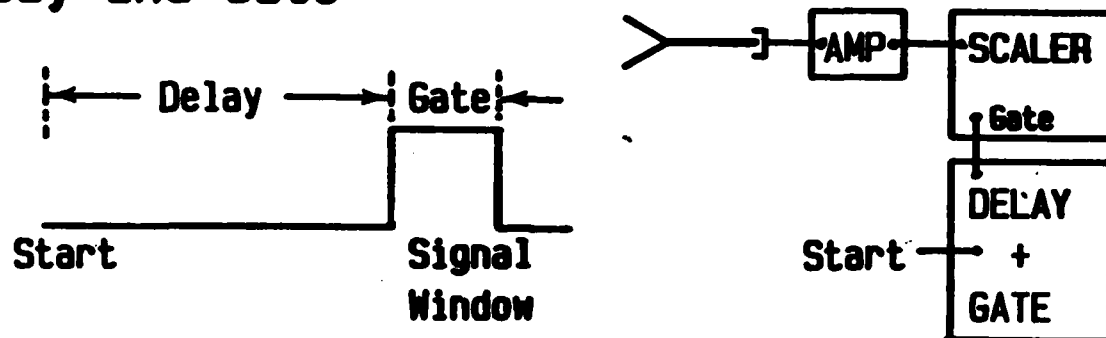 Delay
Gate
Start
Signal
Window
AMP
SCALER
Gate
DELAY
Start
+
GATE